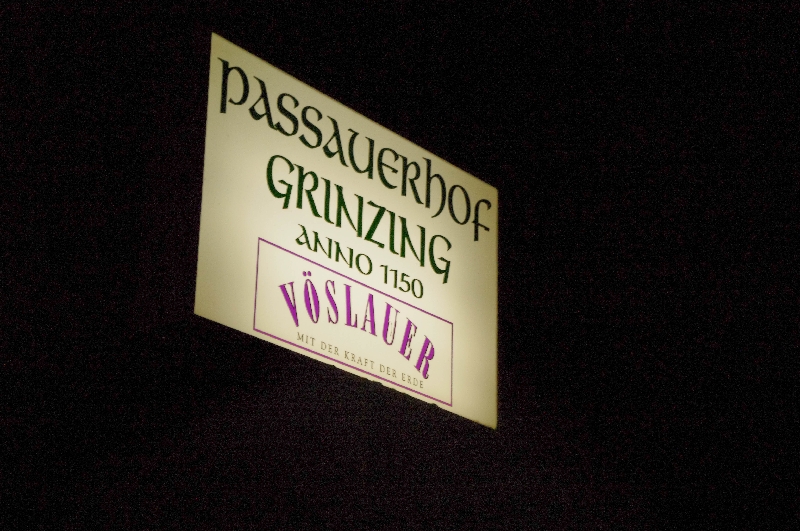 PASSAUERHOF
GRINZING
ANNO 1150
VÖSLAUER
MIT DER KRAFT DER ERDE